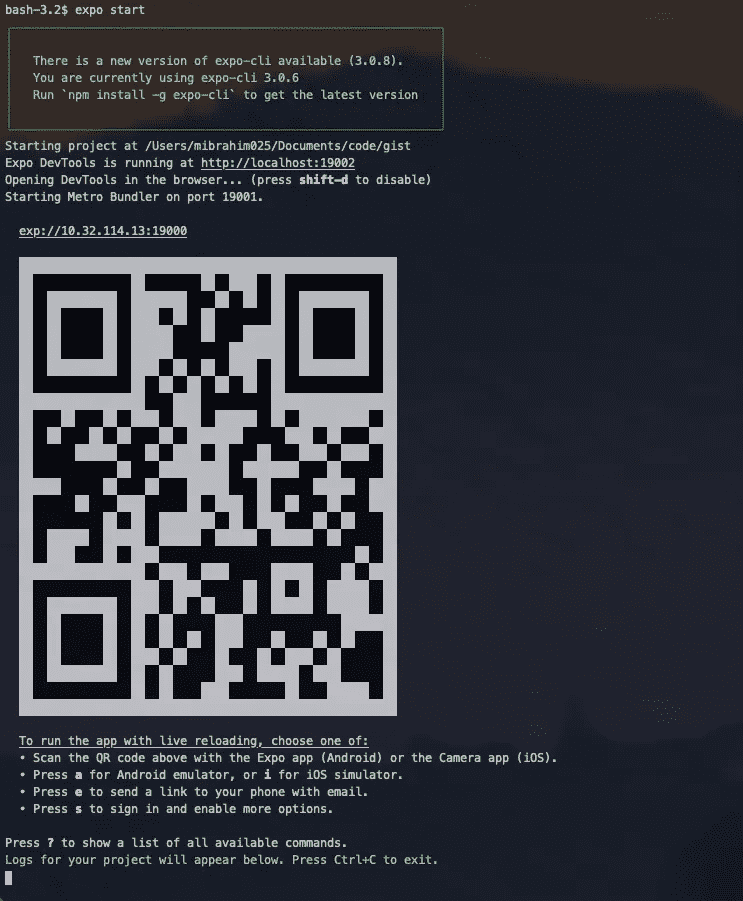 bash-3.2$ expo start
There is a new version of expo-cli available (3.0.8).
You are currently using expo-cli 3.0.6
Run `npm install -g expo-cli` to get the latest version
Starting project at /Users/mibrahim025/Documents/code/gist
Expo DevTools is running at http://localhost:19002
Opening DevTools in the browser... (press shift-d to disable)
Starting Metro Bundler on port 19001.
exp://10.32.114.13:19000
To run the app with live reloading, choose one of:
• Scan the QR code above with the Expo app (Android) or the Camera app (iOS).
• Press a for Android emulator, or i for iOS simulator.
• Press e to send a link to your phone with email.
• Press s to sign in and enable more options.
Press ? to show a list of all available commands.
Logs for your project will appear below. Press Ctrl+C to exit.